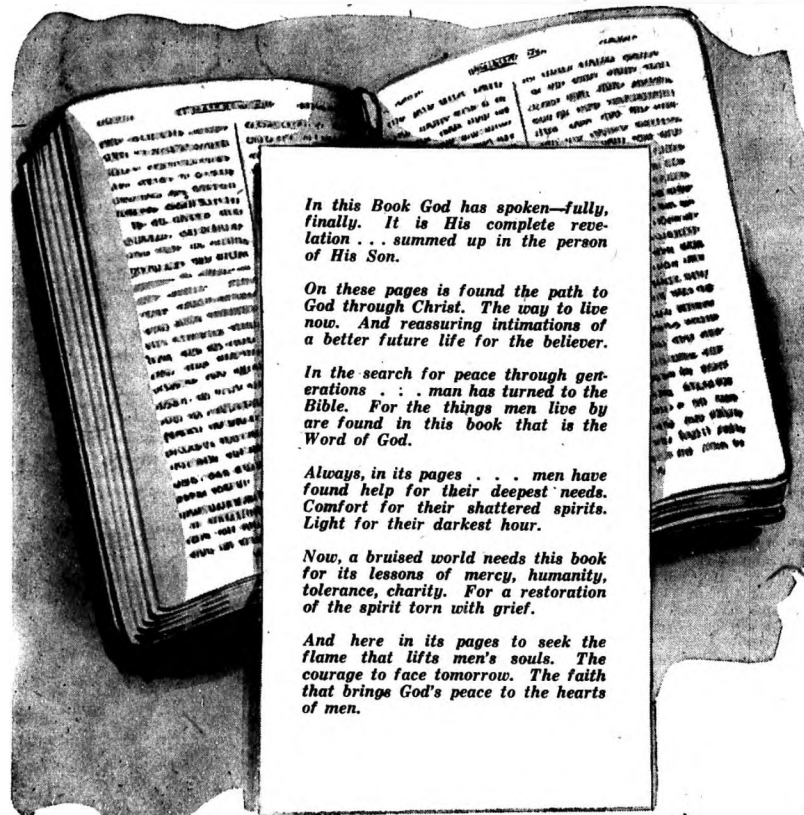 In this Book God has spoken—fully,
finally. It is His complete reve-
lation . . . summed up in the person
of His Son.
On these pages is found the path to
God through Christ. The way to live
now. And reassuring intimations of
a better future life for the believer.
In the search for peace through gen-
erations . : . man has turned to the
Bible. For the things men live by
are found in this book that is the
Word of God.
Always, in its pages . . . men have
found help for their deepest needs.
Comfort for their shattered spirits.
Light for their darkest hour.
Now, a bruised world needs this book
for its lessons of mercy, humanity,
tolerance, charity. For a restoration
of the spirit torn with grief.
And here in its pages to seek the
flame that lifts men's souls. The
courage to face tomorrow. The faith
that brings God's peace to the hearts
of men.